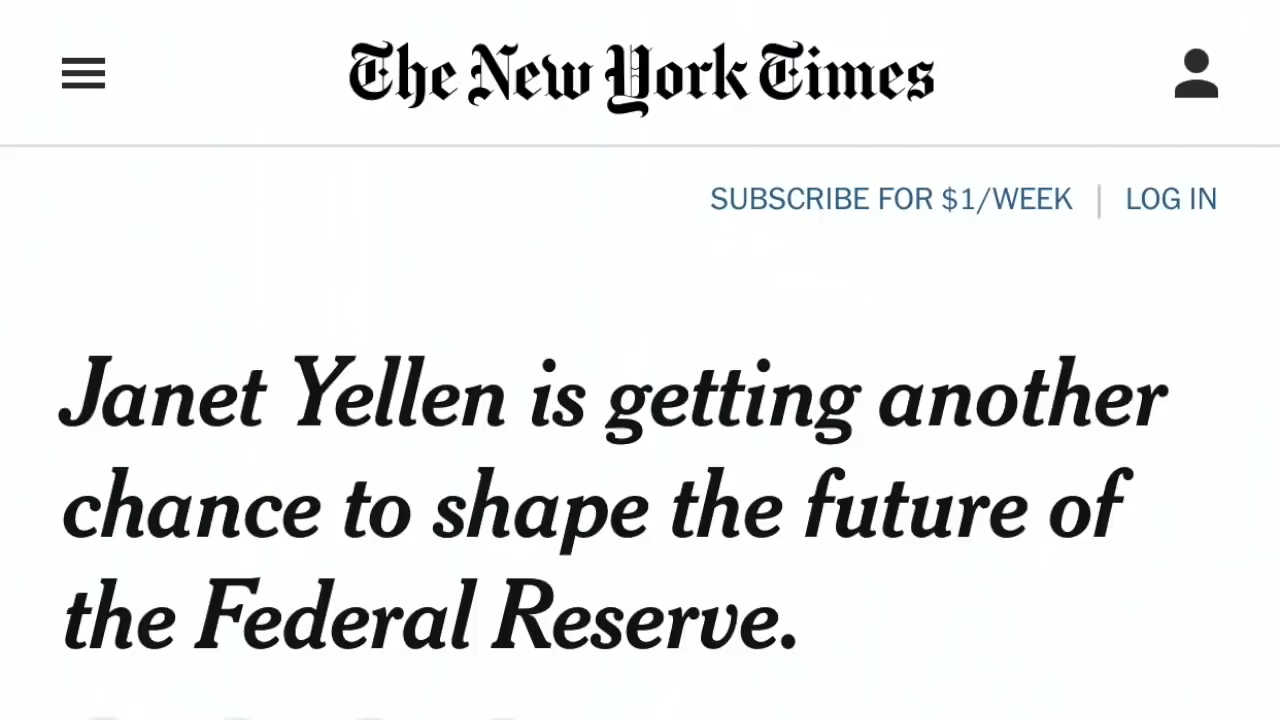 The New York Times
SUBSCRIBE FOR $1/WEEK | LOG IN
Janet Yellen is getting another
chance to shape the future of
the Federal Reserve.